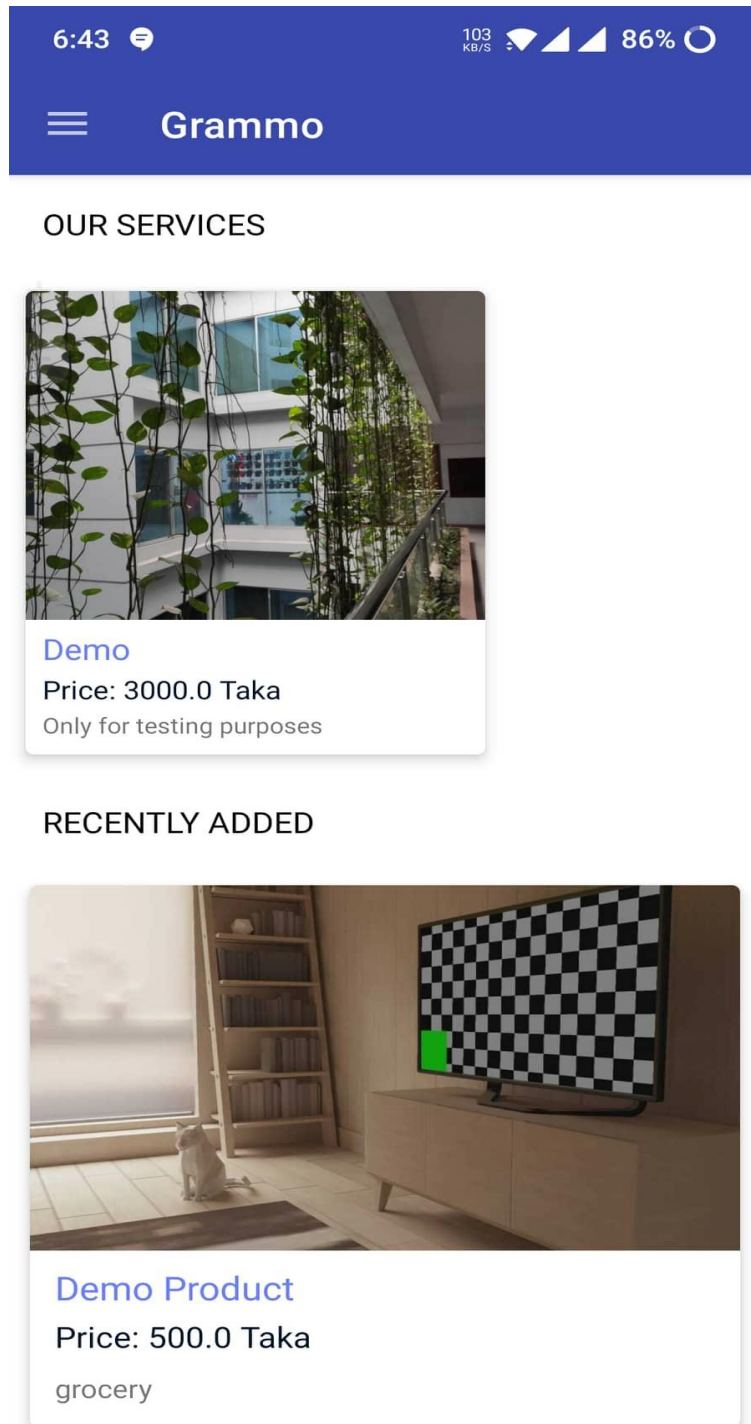 6:43
103
KB/S
86%
Grammo
OUR SERVICES
Demo
Price: 3000.0 Taka
Only for testing purposes
RECENTLY ADDED
Demo Product
Price: 500.0 Taka
grocery